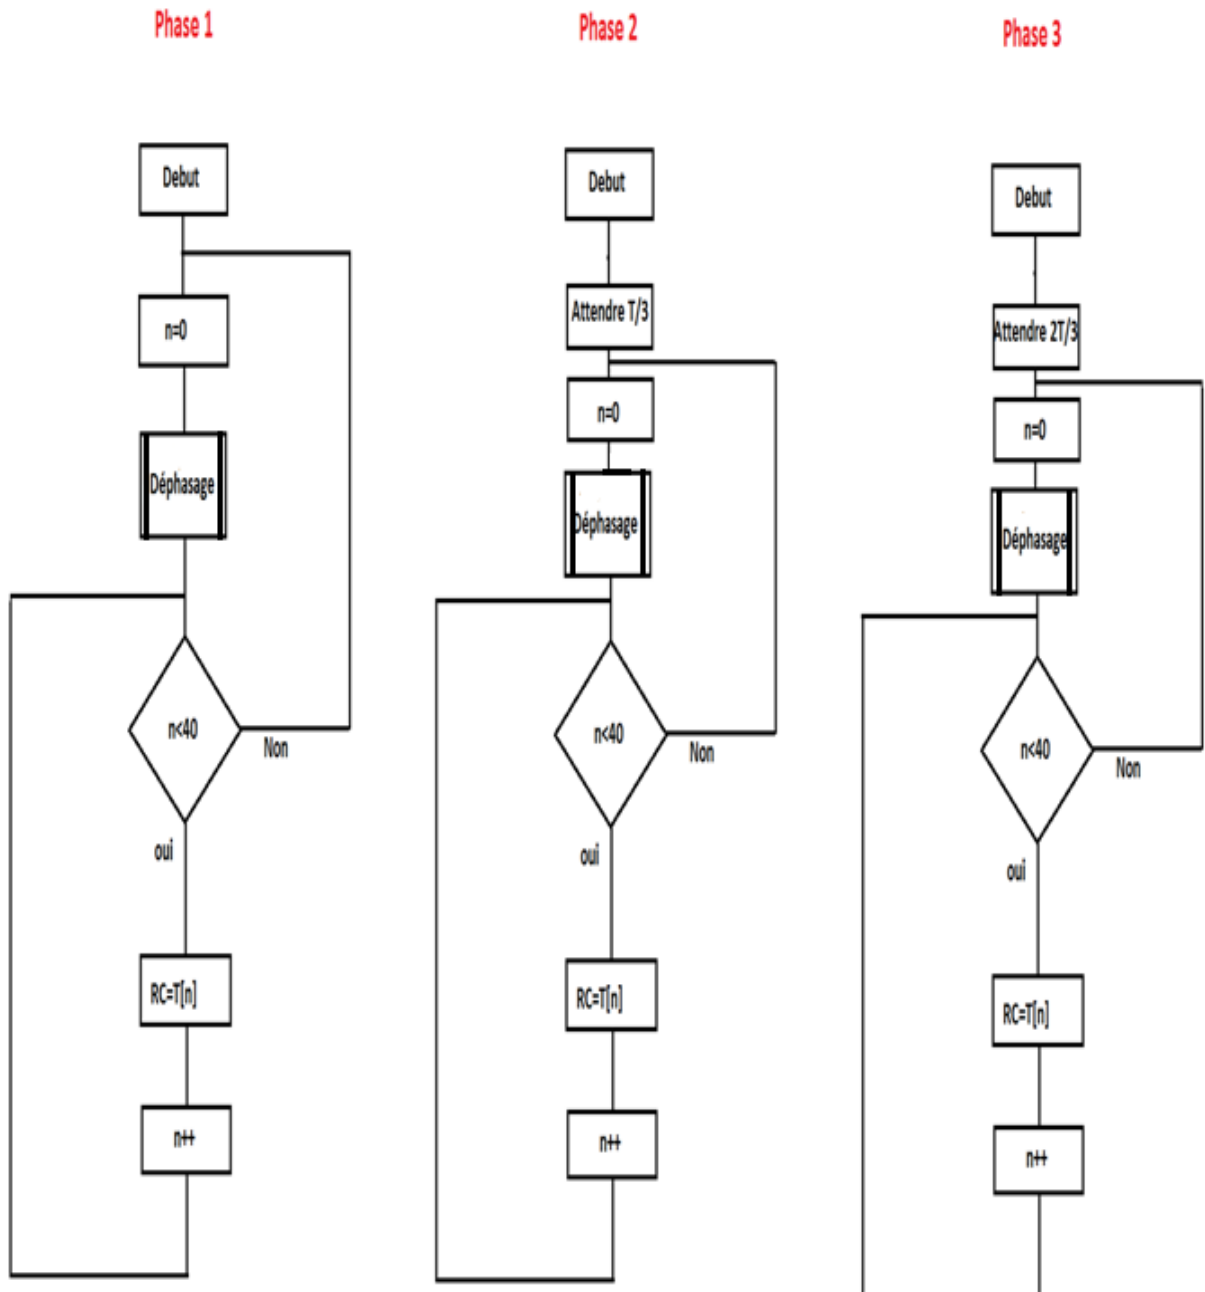 Phase 1
Debut
n=0
Déphasage
n<40
Non
oui
RC=T[n]
n++
Phase 2
Debut
Attendre T/3
n=0
Déphasage
n<40
Non
oui
RC=T[n]
n++
Phase 3
Debut
Attendre 2T/3
n=0
Déphasage
n<40
Non
oui
RC=T[n]
n++